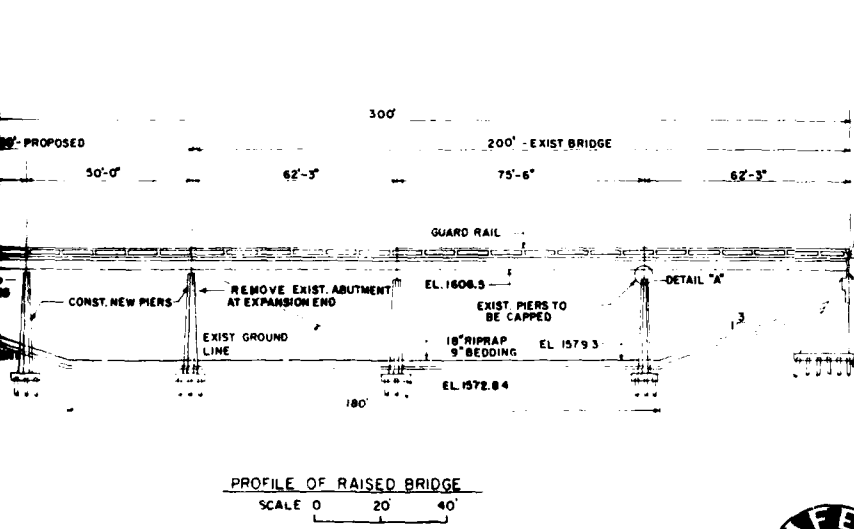 300'
PROPOSED
200' - EXIST BRIDGE
50'-0"
62'-3"
75'-6"
62'-3"
GUARD RAIL
EL. 1606.5
DETAIL "A"
REMOVE EXIST. ABUTMENT
AT EXPANSION END
CONST. NEW PIERS
EXIST. PIERS TO
BE CAPPED
3
1
EXIST GROUND
LINE
18" RIPRAP
9" BEDDING
EL 1579.3
EL. 1572.84
180'
PROFILE OF RAISED BRIDGE
SCALE 0 20' 40'